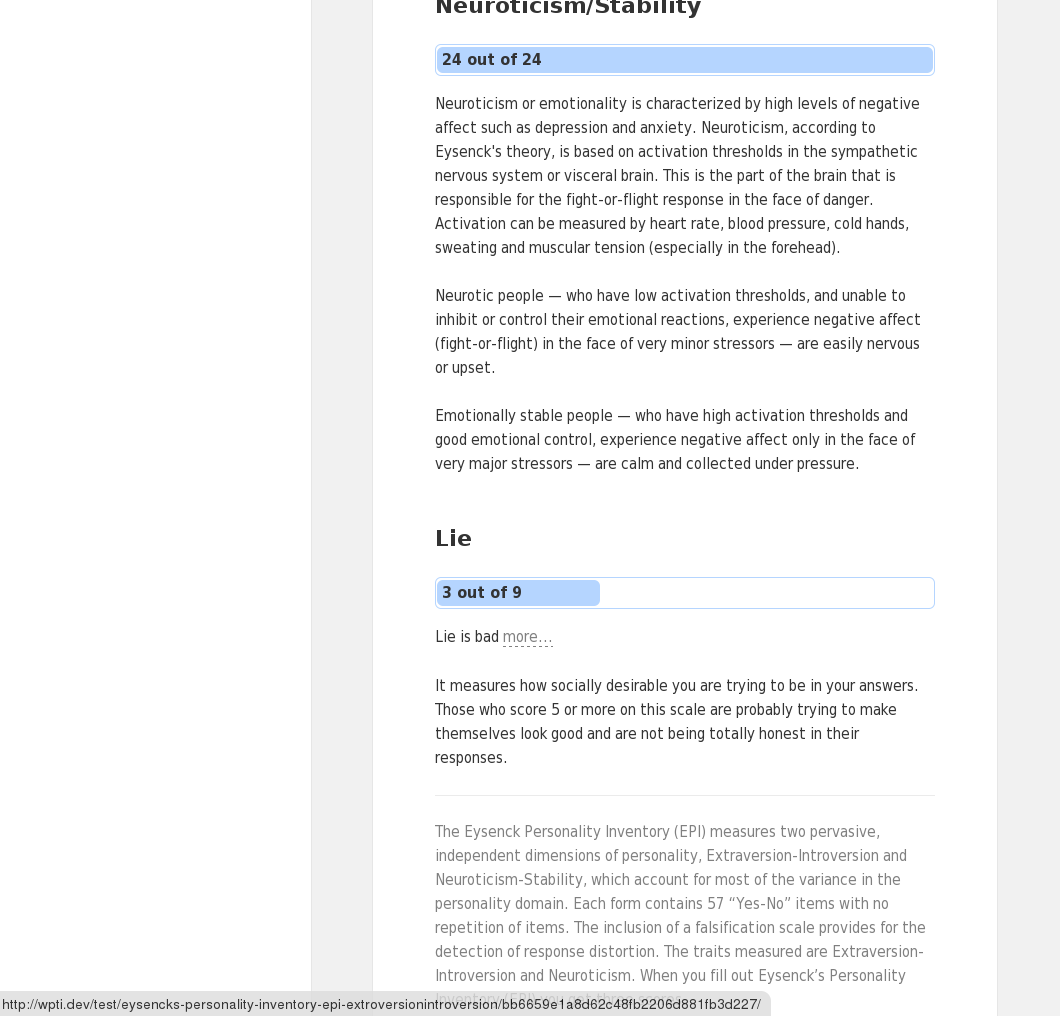 Neuroticism/Stability
24 out of 24
Neuroticism or emotionality is characterized by high levels of negative
affect such as depression and anxiety. Neuroticism, according to
Eysenck's theory, is based on activation thresholds in the sympathetic
nervous system or visceral brain. This is the part of the brain that is
responsible for the fight-or-flight response in the face of danger.
Activation can be measured by heart rate, blood pressure, cold hands,
sweating and muscular tension (especially in the forehead).
Neurotic people — who have low activation thresholds, and unable to
inhibit or control their emotional reactions, experience negative affect
(fight-or-flight) in the face of very minor stressors — are easily nervous
or upset.
Emotionally stable people — who have high activation thresholds and
good emotional control, experience negative affect only in the face of
very major stressors — are calm and collected under pressure.
Lie
3 out of 9
Lie is bad more...
It measures how socially desirable you are trying to be in your answers.
Those who score 5 or more on this scale are probably trying to make
themselves look good and are not being totally honest in their
responses.
The Eysenck Personality Inventory (EPI) measures two pervasive,
independent dimensions of personality, Extraversion-Introversion and
Neuroticism-Stability, which account for most of the variance in the
personality domain. Each form contains 57 “Yes-No” items with no
repetition of items. The inclusion of a falsification scale provides for the
detection of response distortion. The traits measured are Extraversion-
Introversion and Neuroticism. When you fill out Eysenck’s Personality
http://wpti.dev/test/eysencks-personality-inventory-epi-extroversionintroversion/bb6659e1a8d62c48fb2206d881fb3d227/